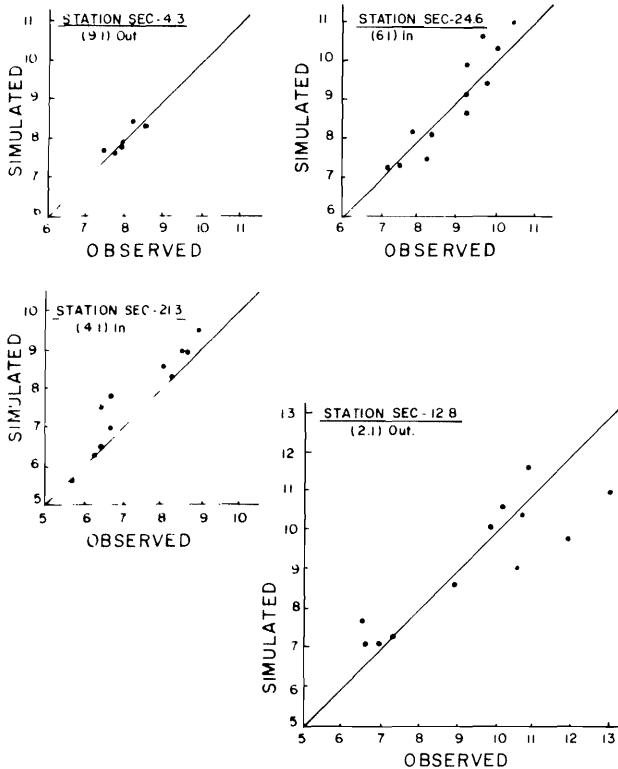 STATION SEC-4.3
(9.1) Out
11
10
9
8
7
6
6 7 8 9 10 11
SIMULATED
OBSERVED
STATION SEC-24.6
(6.1) In
11
10
9
8
7
6
6 7 8 9 10 11
SIMULATED
OBSERVED
STATION SEC-21.3
(4.1) In
10
9
8
7
6
5
5 6 7 8 9 10
SIMULATED
OBSERVED
STATION SEC-12.8
(2.1) Out.
13
12
11
10
9
8
7
6
5
5 6 7 8 9 10 11 12 13
SIMULATED
OBSERVED